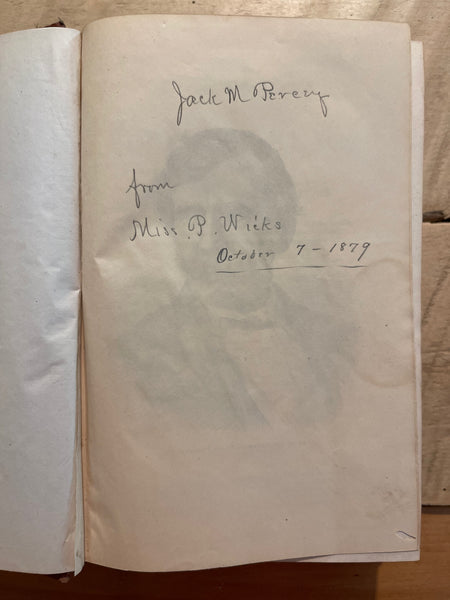 Jack M Percy
from
Miss. P. Wicks
October 7 - 1879